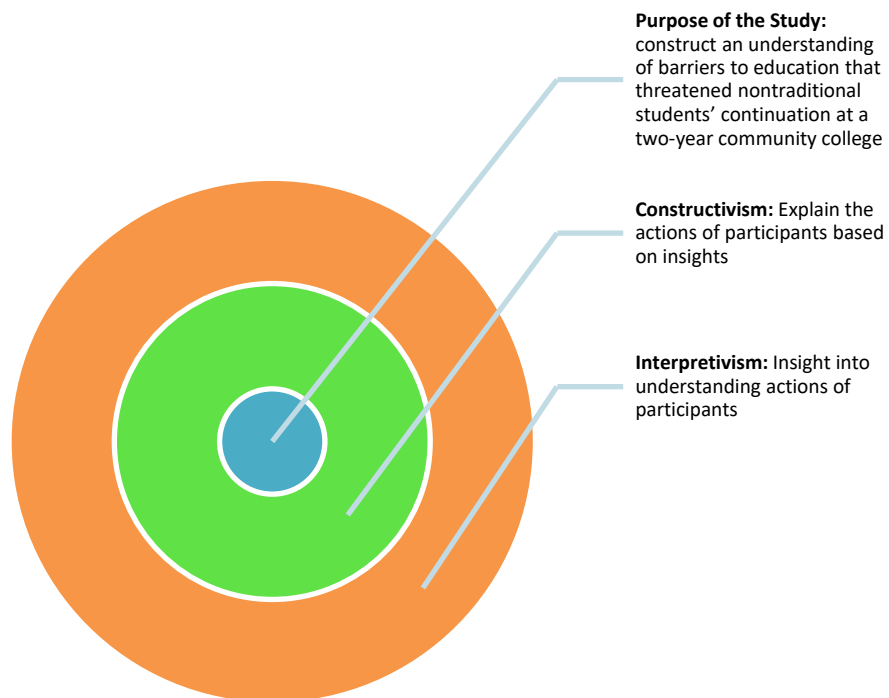 Purpose of the Study:
construct an understanding
of barriers to education that
threatened nontraditional
students’ continuation at a
two-year community college
Constructivism: Explain the
actions of participants based
on insights
Interpretivism: Insight into
understanding actions of
participants